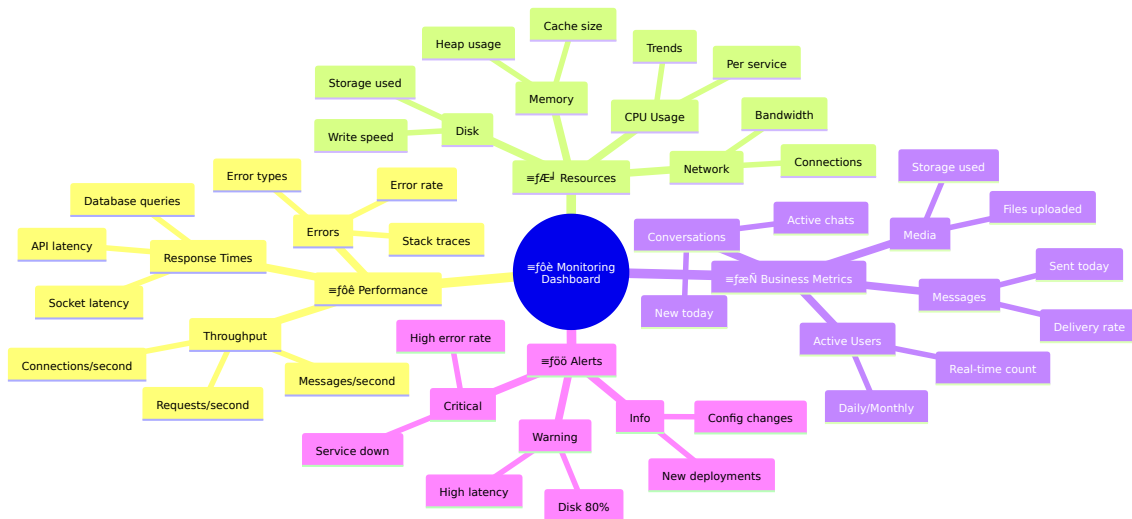 ≡ƒôè Monitoring
Dashboard
≡ƒôê Performance
Response Times
API latency
Database queries
Socket latency
Throughput
Messages/second
Requests/second
Connections/second
Errors
Error rate
Error types
Stack traces
≡ƒÆ╛ Resources
CPU Usage
Per service
Trends
Memory
Heap usage
Cache size
Disk
Storage used
Write speed
Network
Bandwidth
Connections
≡ƒæÑ Business Metrics
Active Users
Real-time count
Daily/Monthly
Messages
Sent today
Delivery rate
Media
Files uploaded
Storage used
Conversations
Active chats
New today
≡ƒöö Alerts
Critical
Service down
High error rate
Warning
High latency
Disk 80%
Info
New deployments
Config changes